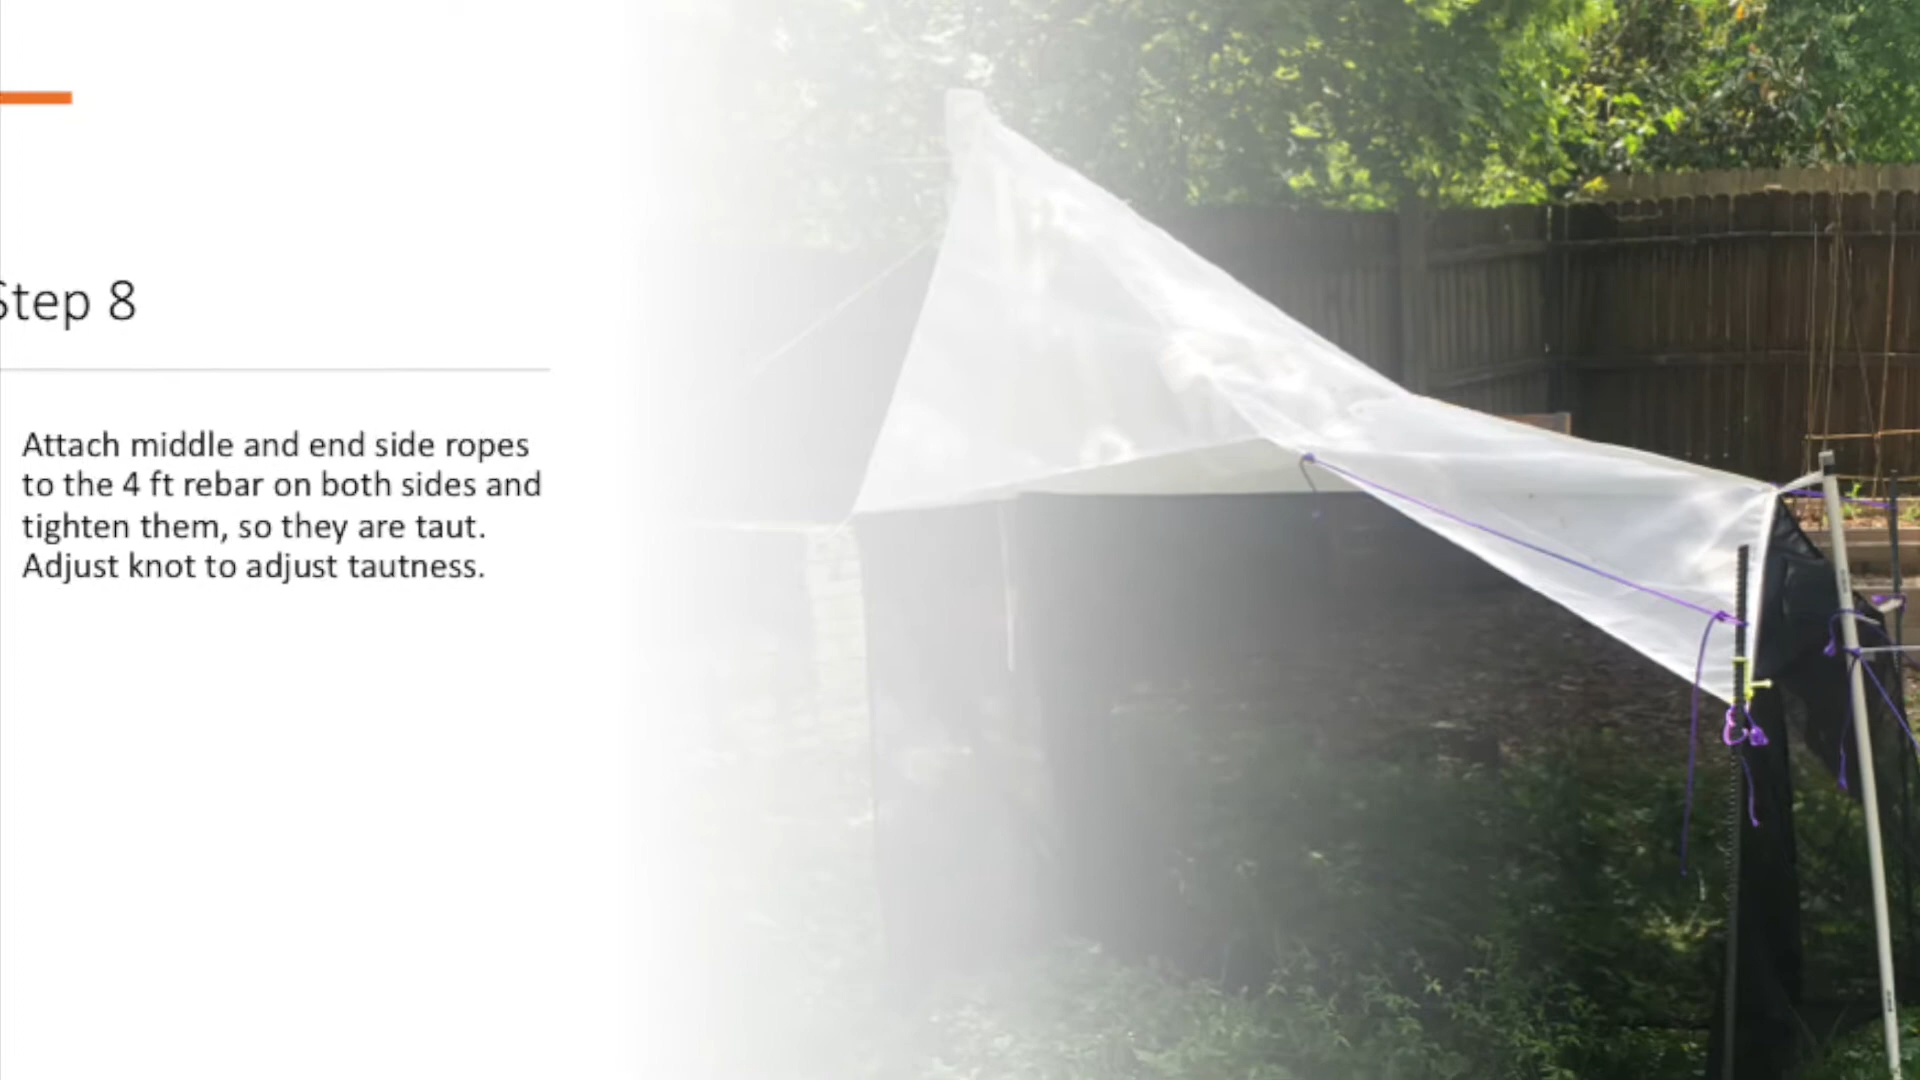 Step 8
Attach middle and end side ropes
to the 4 ft rebar on both sides and
tighten them, so they are taut.
Adjust knot to adjust tautness.